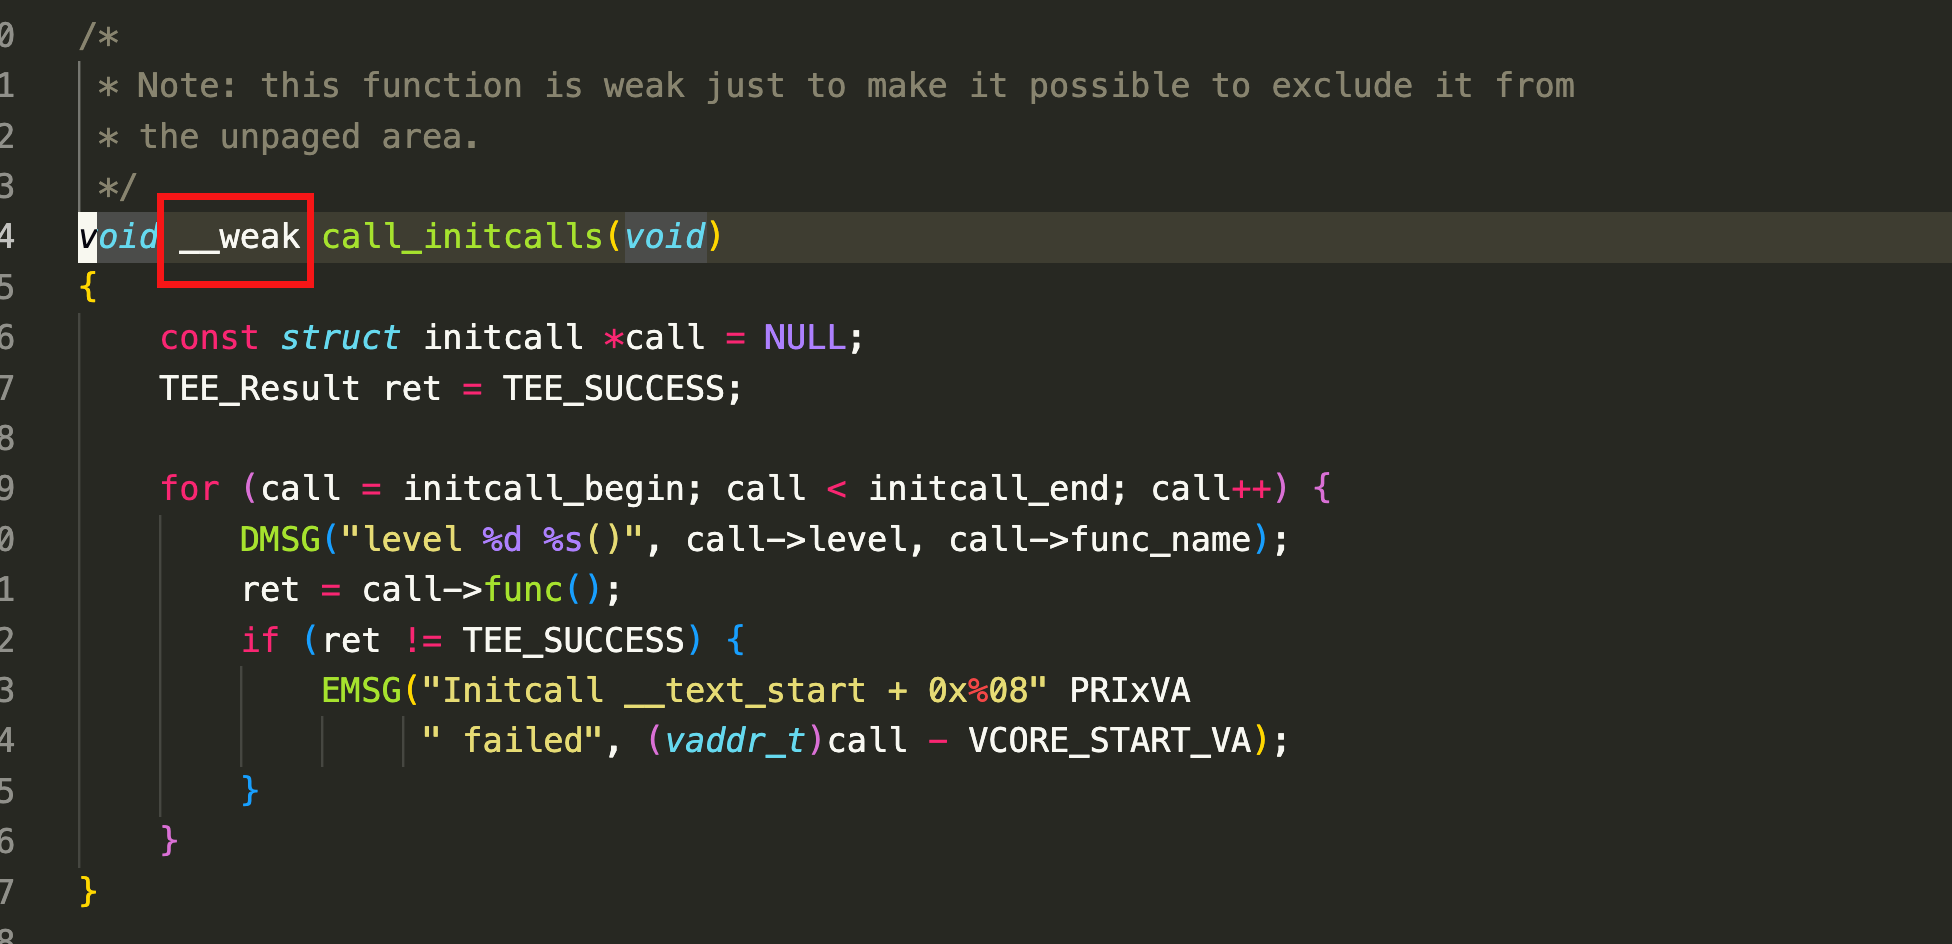 0 /*
1 * Note: this function is weak just to make it possible to exclude it from
2 * the unpaged area.
3 */
4 void __weak call_initcalls(void)
5 {
6 const struct initcall *call = NULL;
7 TEE_Result ret = TEE_SUCCESS;
8
9 for (call = initcall_begin; call < initcall_end; call++) {
0 DMSG("level %d %s()", call->level, call->func_name);
1 ret = call->func();
2 if (ret != TEE_SUCCESS) {
3 EMSG("Initcall __text_start + 0x%08" PRIxVA
4 " failed", (vaddr_t)call - VCORE_START_VA);
5 }
6 }
7 }
8